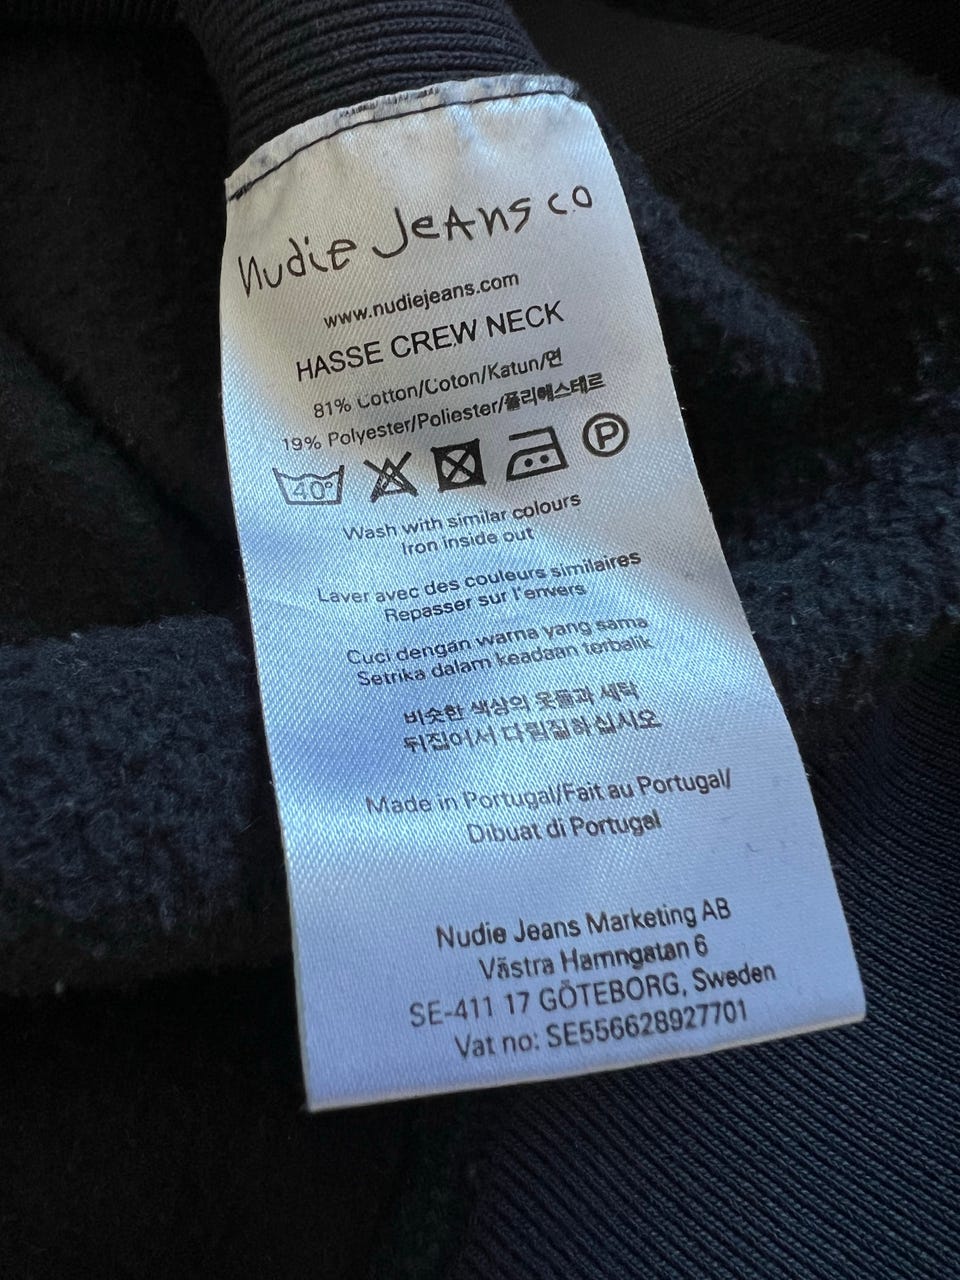 Nudie Jeans co
www.nudiejeans.com
HASSE CREW NECK
81% Cotton/Coton/Katun/면
19% Polyester/Poliester/폴리에스테르
40° P
Wash with similar colours
Iron inside out
Laver avec des couleurs similaires
Repasser sur l'envers
Cuci dengan warna yang sama
Setrika dalam keadaan terbalik
비슷한 색상의 옷들과 세탁
뒤집어서 다림질하십시오
Made in Portugal/Fait au Portugal/
Dibuat di Portugal
Nudie Jeans Marketing AB
Västra Hamngatan 6
SE-411 17 GÖTEBORG, Sweden
Vat no: SE556628927701